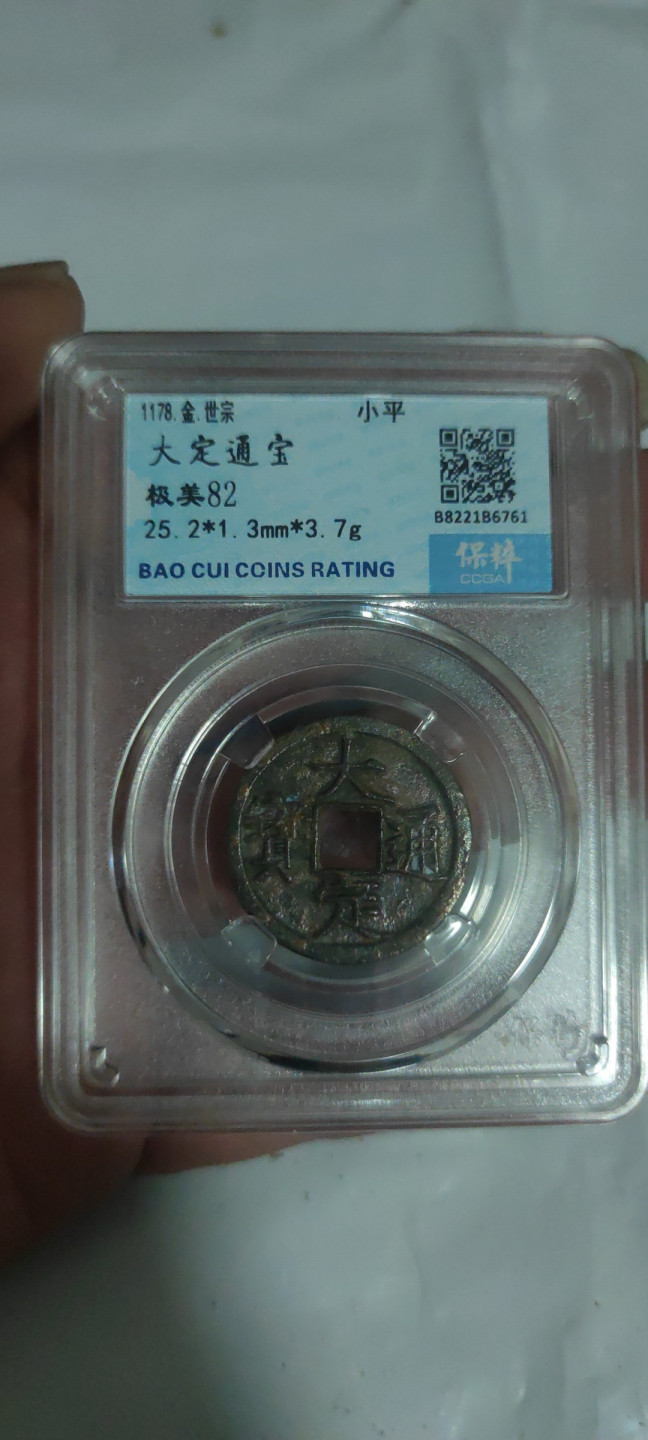 1178.金.世宗 小平
大定通宝
极美82
25.2*1.3mm*3.7g
B8221B6761
BAO CUI COINS RATING
保粹
CCGA
大定通寳